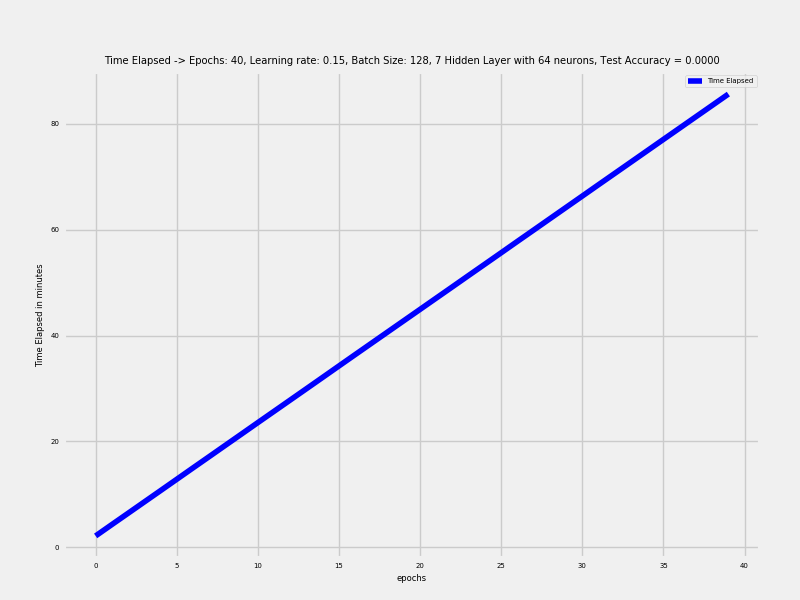 Time Elapsed -> Epochs: 40, Learning rate: 0.15, Batch Size: 128, 7 Hidden Layer with 64 neurons, Test Accuracy = 0.0000
Time Elapsed
80
60
40
20
0
Time Elapsed in minutes
0 5 10 15 20 25 30 35 40
epochs